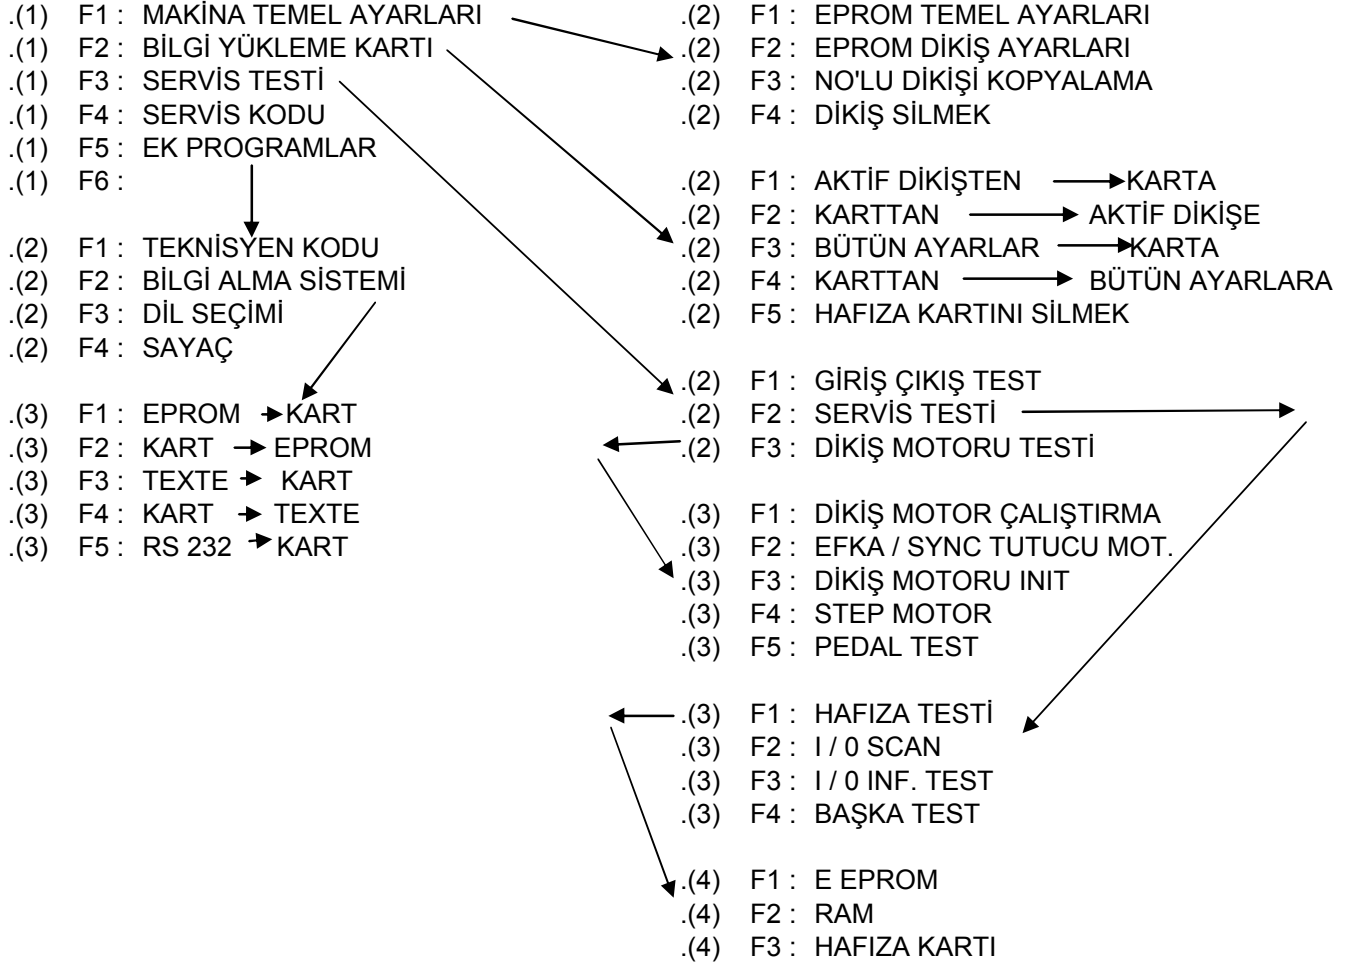 .(1) F1 : MAKİNA TEMEL AYARLARI
.(1) F2 : BİLGİ YÜKLEME KARTI
.(1) F3 : SERVİS TESTİ
.(1) F4 : SERVİS KODU
.(1) F5 : EK PROGRAMLAR
.(1) F6 :
.(2) F1 : TEKNİSYEN KODU
.(2) F2 : BİLGİ ALMA SİSTEMİ
.(2) F3 : DİL SEÇİMİ
.(2) F4 : SAYAÇ
.(3) F1 : EPROM KART
.(3) F2 : KART EPROM
.(3) F3 : TEXTE KART
.(3) F4 : KART TEXTE
.(3) F5 : RS 232 KART
.(2) F1 : EPROM TEMEL AYARLARI
.(2) F2 : EPROM DİKİŞ AYARLARI
.(2) F3 : NO'LU DİKİŞİ KOPYALAMA
.(2) F4 : DİKİŞ SİLMEK
.(2) F1 : AKTİF DİKİŞTEN KARTA
.(2) F2 : KARTTAN AKTİF DİKİŞE
.(2) F3 : BÜTÜN AYARLAR KARTA
.(2) F4 : KARTTAN BÜTÜN AYARLARA
.(2) F5 : HAFIZA KARTINI SİLMEK
.(2) F1 : GİRİŞ ÇIKIŞ TEST
.(2) F2 : SERVİS TESTİ
.(2) F3 : DİKİŞ MOTORU TESTİ
.(3) F1 : DİKİŞ MOTOR ÇALIŞTIRMA
.(3) F2 : EFKA / SYNC TUTUCU MOT.
.(3) F3 : DİKİŞ MOTORU INIT
.(3) F4 : STEP MOTOR
.(3) F5 : PEDAL TEST
.(3) F1 : HAFIZA TESTİ
.(3) F2 : I / 0 SCAN
.(3) F3 : I / 0 INF. TEST
.(3) F4 : BAŞKA TEST
.(4) F1 : E EPROM
.(4) F2 : RAM
.(4) F3 : HAFIZA KARTI